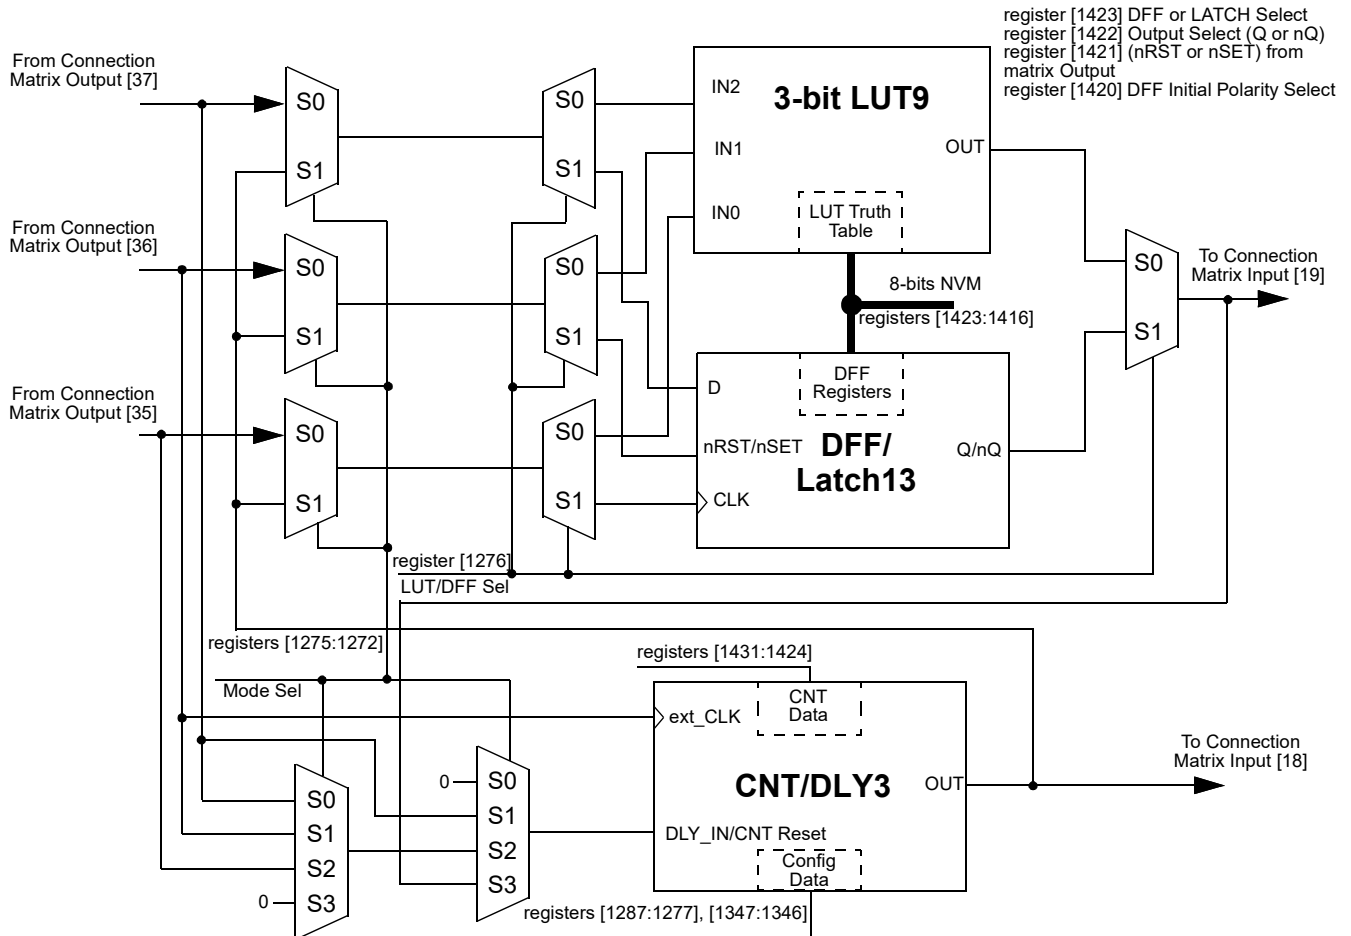 register [1423] DFF or LATCH Select
register [1422] Output Select (Q or nQ)
register [1421] (nRST or nSET) from
matrix Output
register [1420] DFF Initial Polarity Select
From Connection
Matrix Output [37]
S0
S1
S0
S1
IN2
3-bit LUT9
IN1
OUT
IN0
LUT Truth
Table
From Connection
Matrix Output [36]
S0
S1
S0
S1
8-bits NVM
registers [1423:1416]
S0
S1
To Connection
Matrix Input [19]
From Connection
Matrix Output [35]
S0
S1
S0
S1
D
DFF
Registers
nRST/nSET
DFF/
Latch13
Q/nQ
CLK
register [1276]
LUT/DFF Sel
registers [1275:1272]
Mode Sel
registers [1431:1424]
ext_CLK
CNT
Data
CNT/DLY3
OUT
To Connection
Matrix Input [18]
DLY_IN/CNT Reset
Config
Data
0
S0
S1
S2
S3
S0
S1
S2
0
S3
registers [1287:1277], [1347:1346]